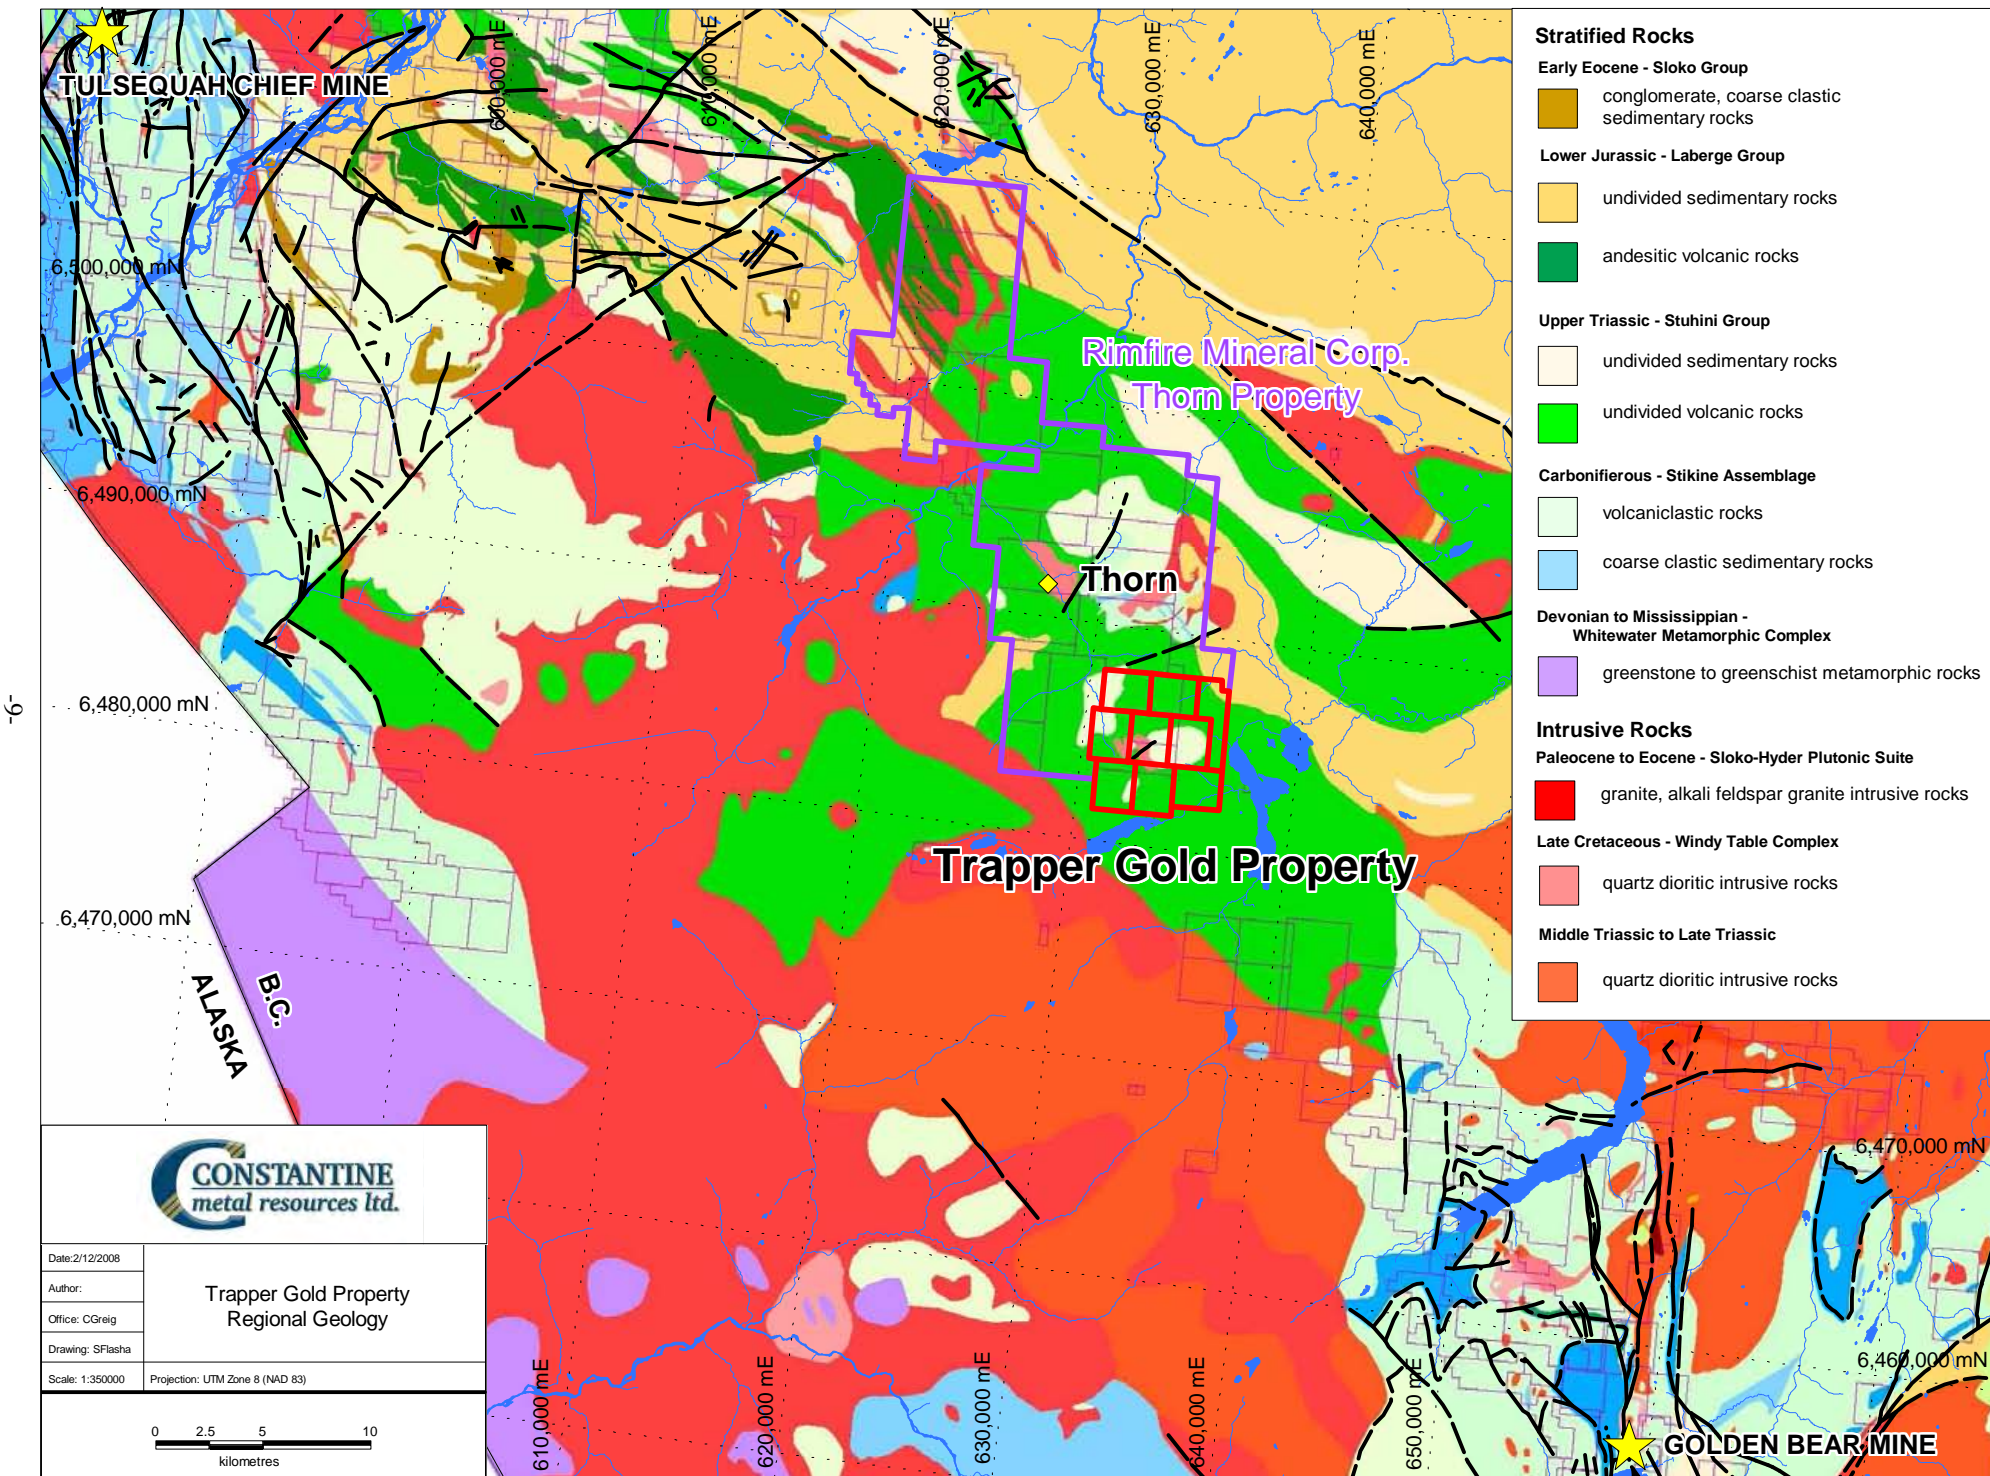 TULSEQUAH CHIEF MINE
600,000 mE
610,000 mE
620,000 mE
630,000 mE
640,000 mE
6,500,000 mN
6,490,000 mN
6,480,000 mN
6,470,000 mN
Rimfire Mineral Corp.
Thorn Property
Thorn
Trapper Gold Property
B.C.
ALASKA
-9-
Stratified Rocks
Early Eocene - Sloko Group
conglomerate, coarse clastic
sedimentary rocks
Lower Jurassic - Laberge Group
undivided sedimentary rocks
andesitic volcanic rocks
Upper Triassic - Stuhini Group
undivided sedimentary rocks
undivided volcanic rocks
Carbonifierous - Stikine Assemblage
volcaniclastic rocks
coarse clastic sedimentary rocks
Devonian to Mississippian -
Whitewater Metamorphic Complex
greenstone to greenschist metamorphic rocks
Intrusive Rocks
Paleocene to Eocene - Sloko-Hyder Plutonic Suite
granite, alkali feldspar granite intrusive rocks
Late Cretaceous - Windy Table Complex
quartz dioritic intrusive rocks
Middle Triassic to Late Triassic
quartz dioritic intrusive rocks
6,470,000 mN
6,460,000 mN
610,000 mE
620,000 mE
630,000 mE
640,000 mE
650,000 mE
GOLDEN BEAR MINE
CONSTANTINE
metal resources ltd.
Date:2/12/2008
Author:
Office: CGreig
Drawing: SFlasha
Scale: 1:350000
Trapper Gold Property
Regional Geology
Projection: UTM Zone 8 (NAD 83)
0 2.5 5 10
kilometres